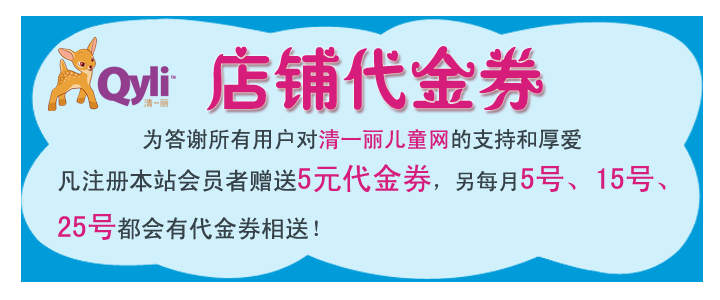 Qyli™
清一丽
店铺代金券
为答谢所有用户对清一丽儿童网的支持和厚爱
凡注册本站会员者赠送5元代金券，另每月5号、15号、
25号都会有代金券相送！